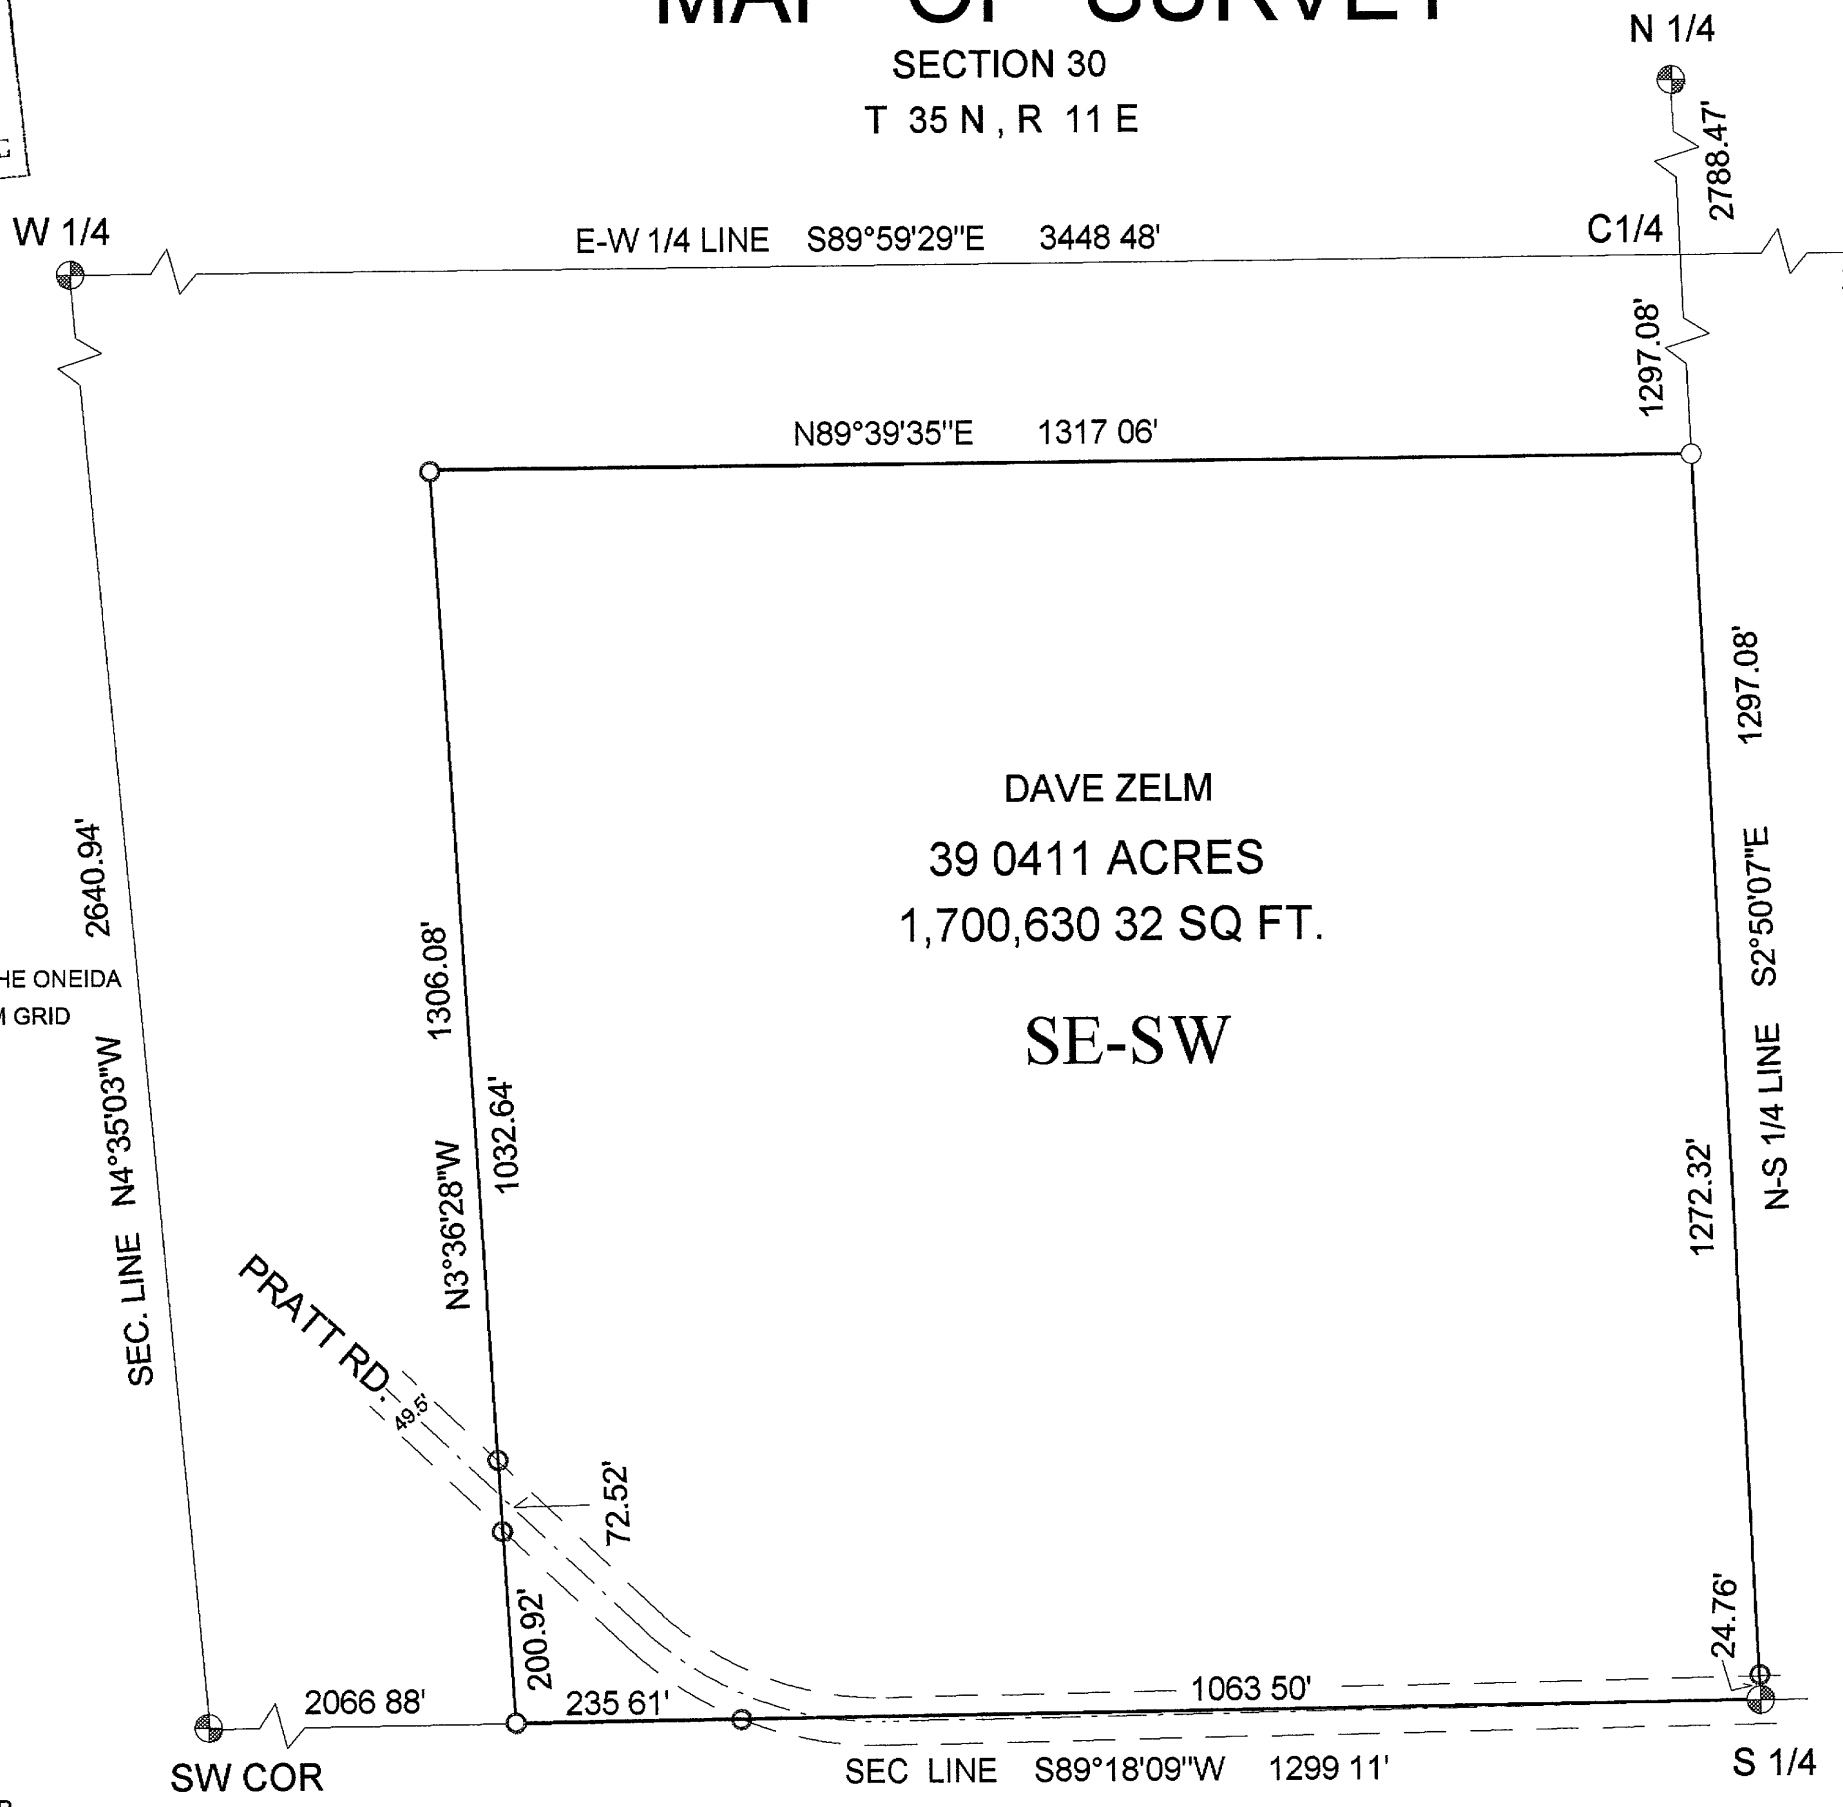 MAP OF SURVEY
SECTION 30
T 35 N , R 11 E
N 1/4
2788.47'
W 1/4
E-W 1/4 LINE S89°59'29"E 3448 48'
C1/4
1297.08'
N89°39'35"E 1317 06'
1297.08'
DAVE ZELM
39 0411 ACRES
1,700,630 32 SQ FT.
SE-SW
2640.94'
HE ONEIDA
M GRID
SEC. LINE N4°35'03"W
1306.08'
1032.64'
N3°36'28"W
S2°50'07"E
N-S 1/4 LINE
1272.32'
PRATT RD.
49.5'
72.52'
200.92'
24.76'
2066 88'
235 61'
1063 50'
SW COR
SEC LINE S89°18'09"W 1299 11'
S 1/4